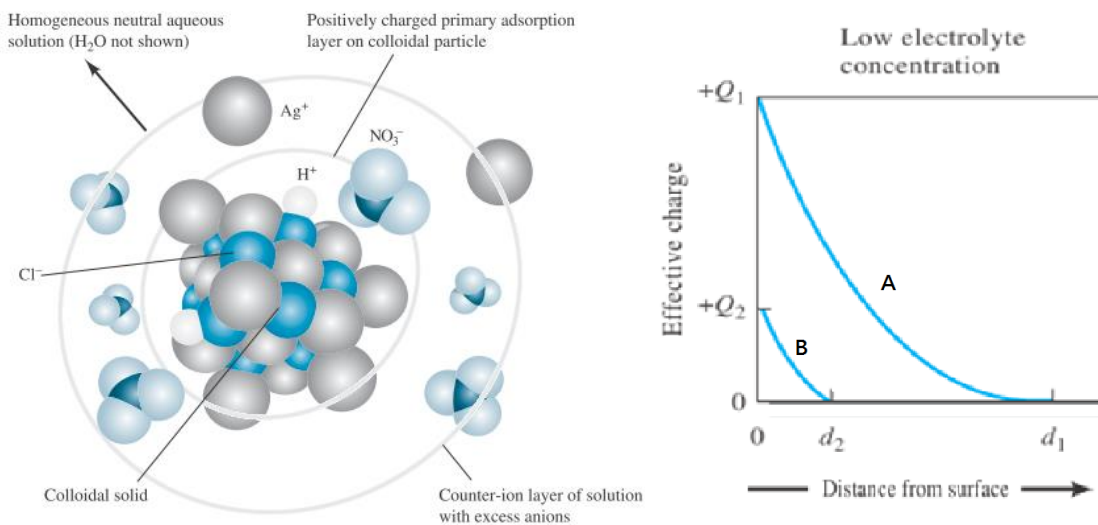 Homogeneous neutral aqueous
solution (H₂O not shown)
Positively charged primary adsorption
layer on colloidal particle
Ag⁺
NO₃⁻
H⁺
Cl⁻
Colloidal solid
Counter-ion layer of solution
with excess anions
Low electrolyte
concentration
+Q₁
A
Effective charge
+Q₂
B
0
0
d₂
d₁
Distance from surface